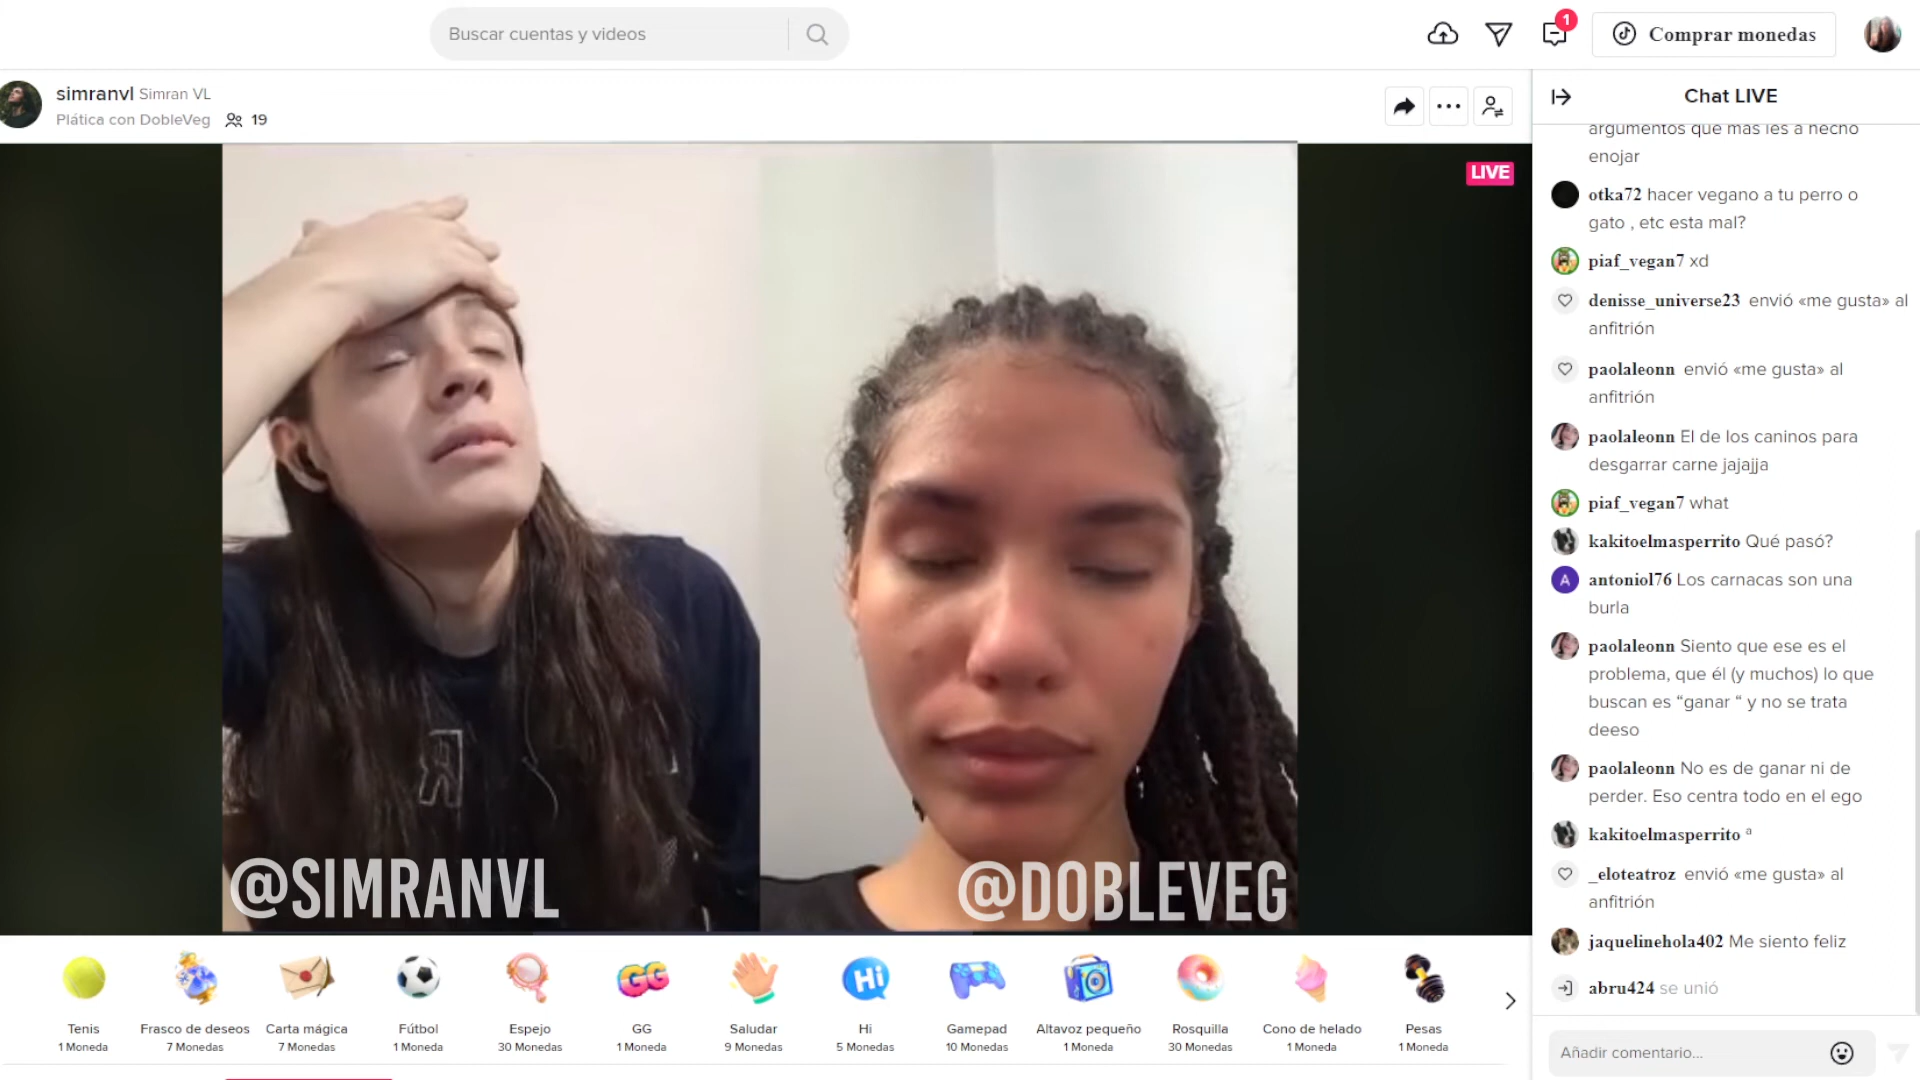 Buscar cuentas y videos
1
Comprar monedas
simranvl Simran VL
Plática con DobleVeg 19
LIVE
@SIMRANVL
@DOBLEVEG
Chat LIVE
argumentos que mas les a hecho
enojar
otka72 hacer vegano a tu perro o
gato , etc esta mal?
piaf_vegan7 xd
denisse_universe23 envió «me gusta» al
anfitrión
paolaleonn envió «me gusta» al
anfitrión
paolaleonn El de los caninos para
desgarrar carne jajajja
piaf_vegan7 what
kakitoelmasperrito Qué pasó?
A
antoniol76 Los carnacas son una
burla
paolaleonn Siento que ese es el
problema, que él (y muchos) lo que
buscan es “ganar “ y no se trata
deeso
paolaleonn No es de ganar ni de
perder. Eso centra todo en el ego
kakitoelmasperrito ª
_eloteatroz envió «me gusta» al
anfitrión
jaquelinehola402 Me siento feliz
abru424 se unió
Añadir comentario...
GG
Hi
Tenis
1 Moneda
Frasco de deseos
7 Monedas
Carta mágica
7 Monedas
Fútbol
1 Moneda
Espejo
30 Monedas
GG
1 Moneda
Saludar
9 Monedas
Hi
5 Monedas
Gamepad
10 Monedas
Altavoz pequeño
1 Moneda
Rosquilla
30 Monedas
Cono de helado
1 Moneda
Pesas
1 Moneda